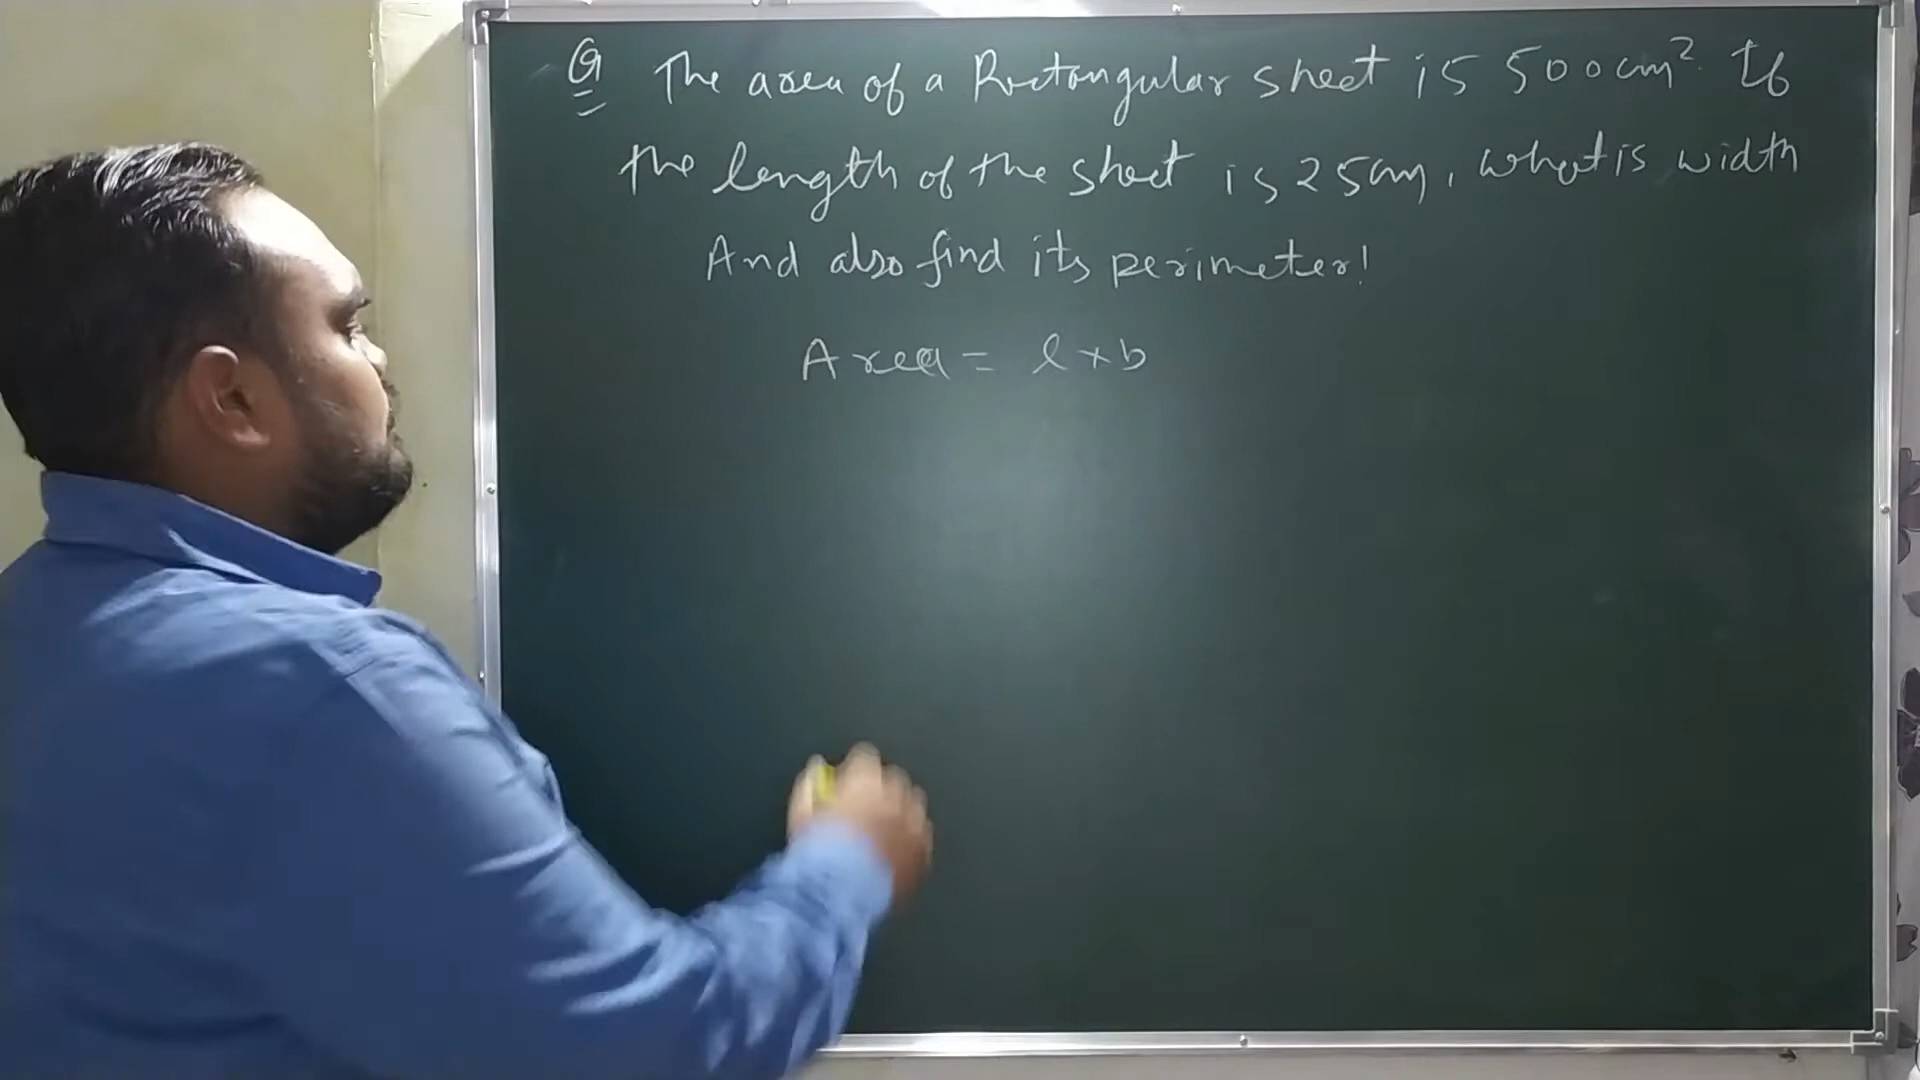 Q The area of a Rectangular sheet is 500cm². If
the length of the sheet is 25cm, what is width
And also find its perimeter!
Area = l×b